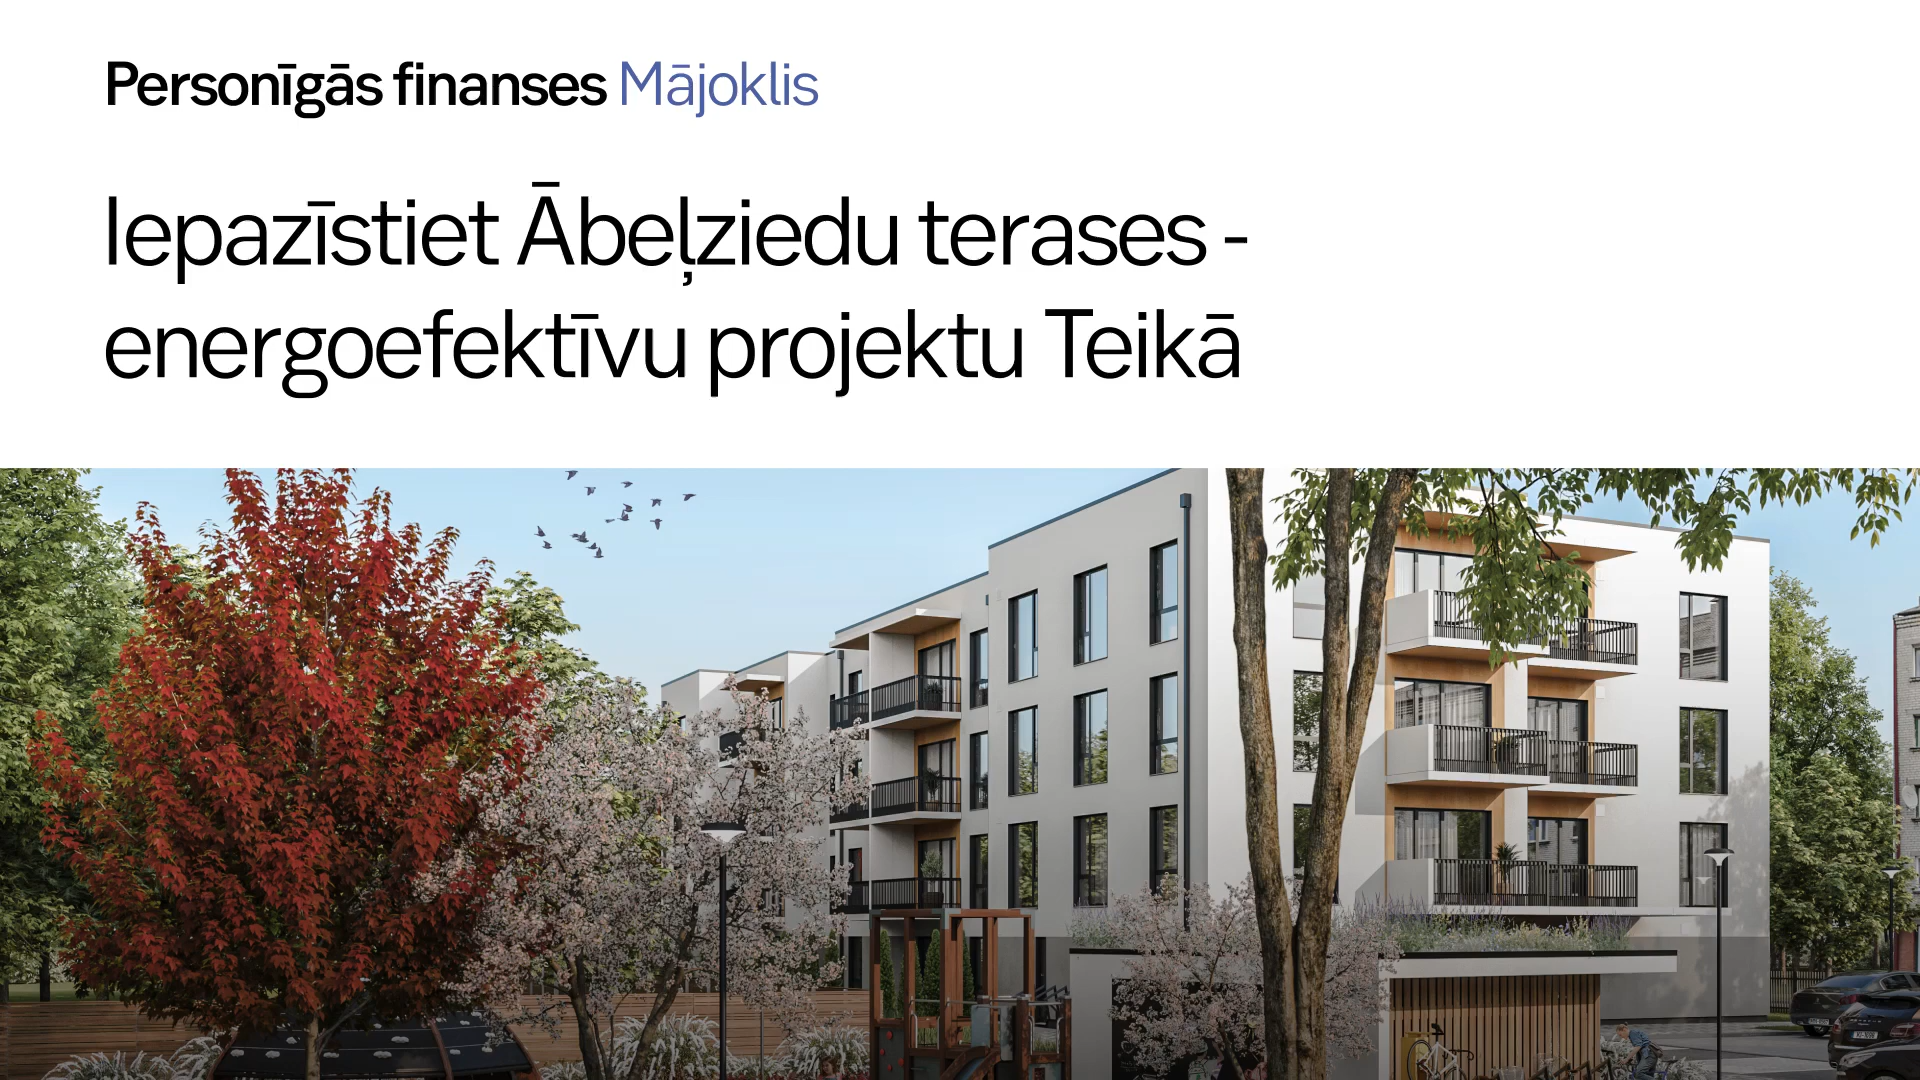 Personīgās finanses Mājoklis
Iepazīstiet Ābeļziedu terases -
energoefektīvu projektu Teikā